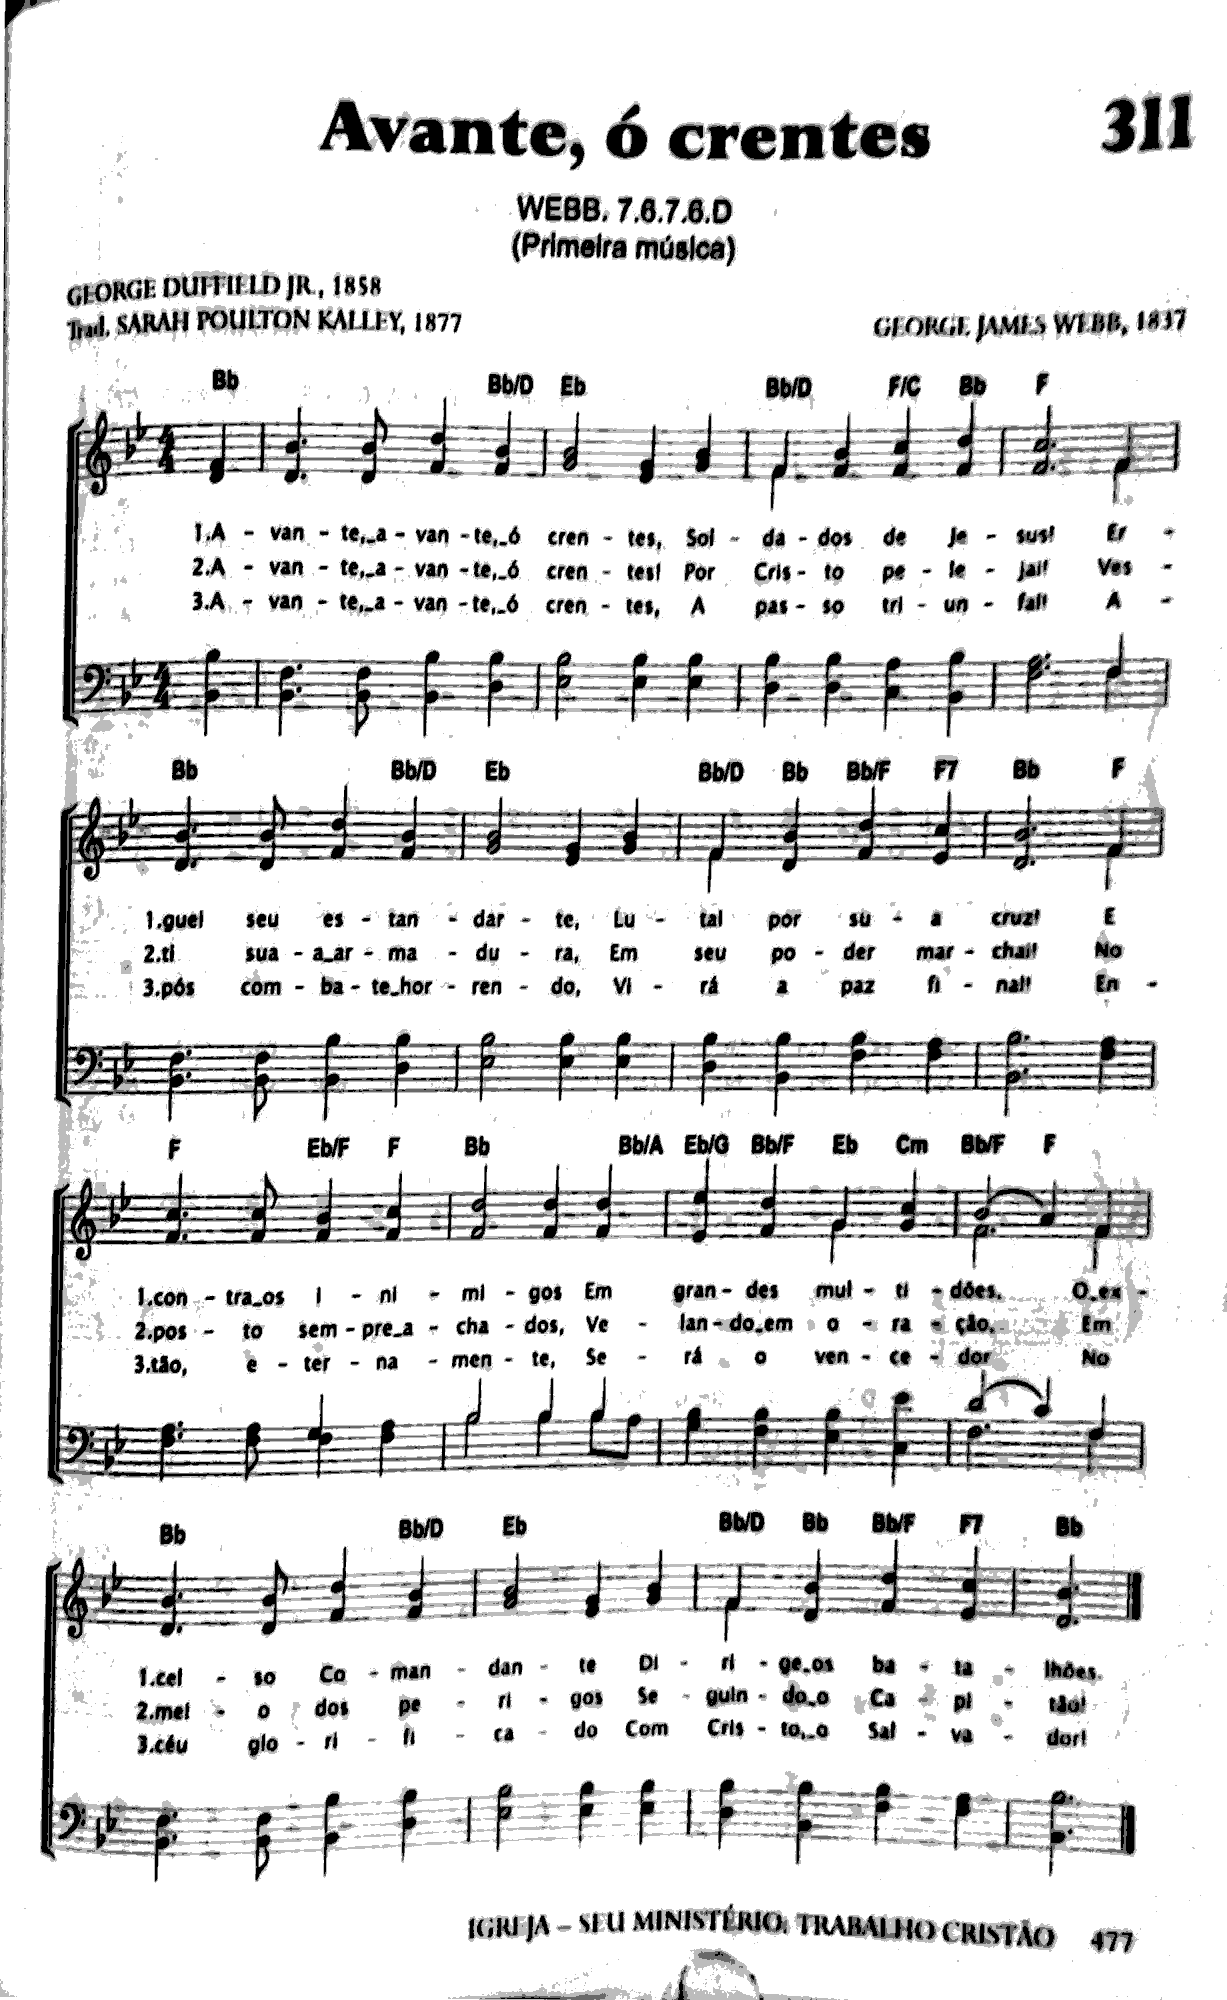 Avante, ó crentes 311
WEBB. 7.6.7.6.D
(Primeira música)
GEORGE DUFFIELD JR., 1858
Trad. SARAH POULTON KALLEY, 1877
GEORGE JAMES WEBB, 1837
Bb Bb/D Eb Bb/D F/C Bb F
1.A - van - te,_a - van - te,_ó cren - tes, Sol - da - dos de Je - sus! Er -
2.A - van - te,_a - van - te,_ó cren - tes! Por Cris - to pe - le - jai! Ves -
3.A - van - te,_a - van - te,_ó cren - tes, A pas - so tri - un - fal! A -
Bb Bb/D Eb Bb/D Bb Bb/F F7 Bb F
1.guei seu es - tan - dar - te, Lu - tai por su - a cruz! E
2.ti sua - a_ar - ma - du - ra, Em seu po - der mar - chai! No
3.pós com - ba - te_hor - ren - do, Vi - rá a paz fi - nal! En -
F Eb/F F Bb Bb/A Eb/G Bb/F Eb Cm Bb/F F
1.con - tra_os i - ni - mi - gos Em gran - des mul - ti - dões, O_ex -
2.pos - to sem - pre_a - cha - dos, Ve - lan - do_em o - ra - ção, Em
3.tão, e - ter - na - men - te, Se - rá o ven - ce - dor No
Bb Bb/D Eb Bb/D Bb Bb/F F7 Bb
1.cel - so Co - man - dan - te Di - ri - ge_os ba - ta - lhões.
2.mei - o dos pe - ri - gos Se - guin - do_o Ca - pi - tão!
3.céu glo - ri - fi - ca - do Com Cris - to,_o Sal - va - dor!
IGREJA – SEU MINISTÉRIO: TRABALHO CRISTÃO 477